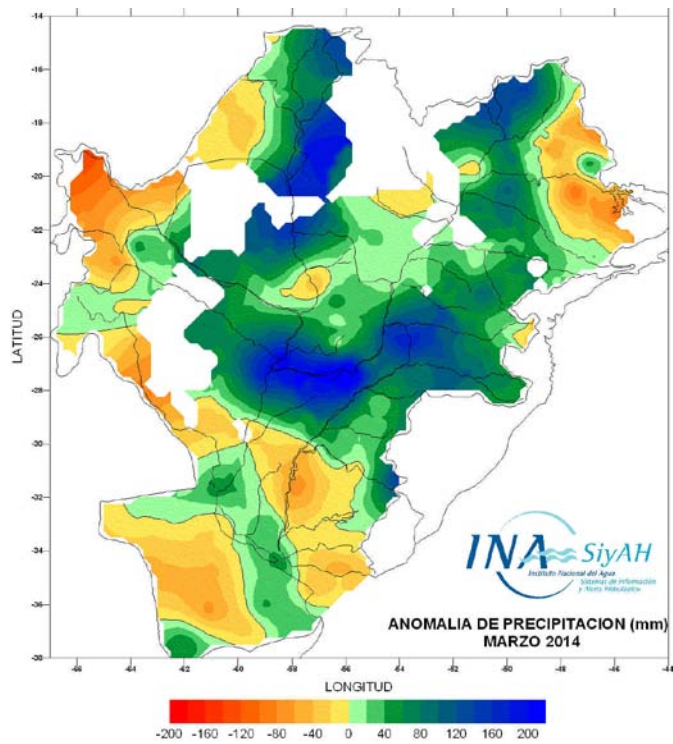 -14
-16
-18
-20
-22
-24
-26
-28
-30
-32
-34
-36
-38
LATITUD
-66 -64 -62 -60 -58 -56 -54 -52 -50 -48 -46 -44
LONGITUD
INA SiyAH
Instituto Nacional del Agua
Sistemas de Información
y Alerta Hidrológico
ANOMALIA DE PRECIPITACION (mm)
MARZO 2014
-200 -160 -120 -80 -40 0 40 80 120 160 200